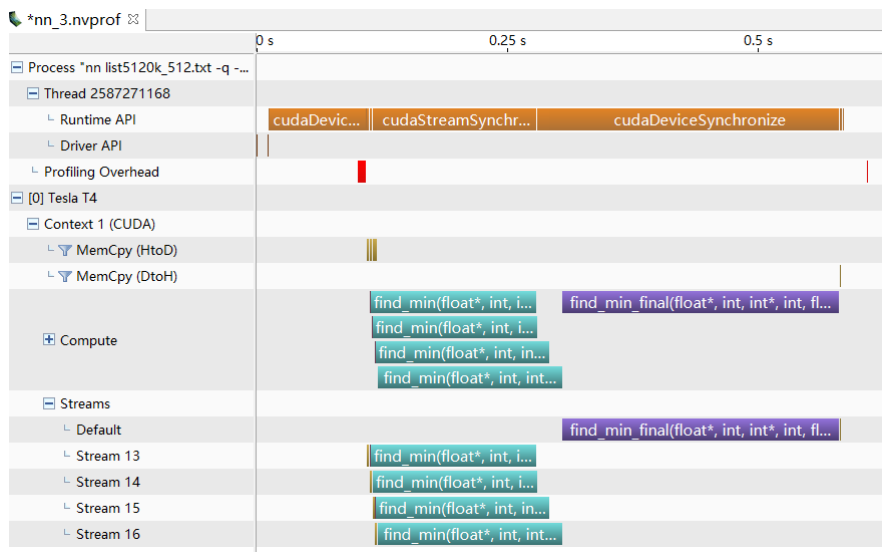 *nn_3.nvprof
0 s 0.25 s 0.5 s
Process "nn list5120k_512.txt -q -...
Thread 2587271168
Runtime API cudaDevic... cudaStreamSynchr... cudaDeviceSynchronize
Driver API
Profiling Overhead
[0] Tesla T4
Context 1 (CUDA)
MemCpy (HtoD)
MemCpy (DtoH)
find_min(float*, int, i... find_min_final(float*, int, int*, int, fl...
find_min(float*, int, i...
Compute
find_min(float*, int, in...
find_min(float*, int, int...
Streams
Default find_min_final(float*, int, int*, int, fl...
Stream 13 find_min(float*, int, i...
Stream 14 find_min(float*, int, i...
Stream 15 find_min(float*, int, in...
Stream 16 find_min(float*, int, int...